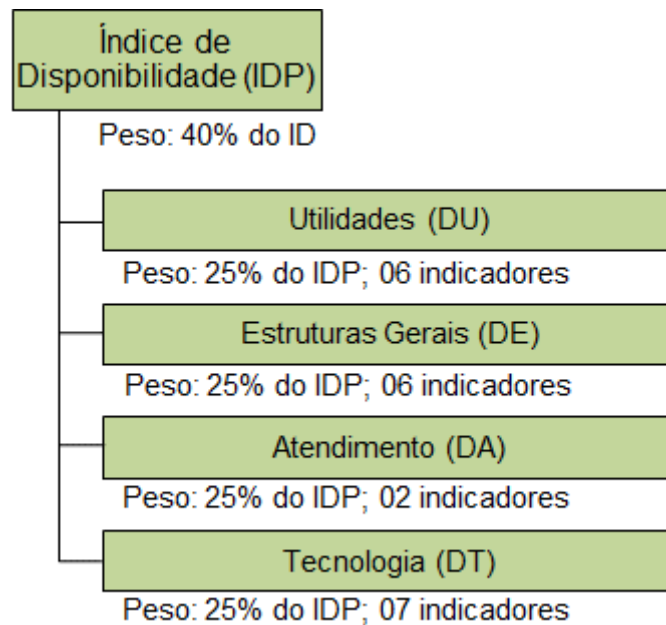 Índice de
Disponibilidade (IDP)
Peso: 40% do ID
Utilidades (DU)
Peso: 25% do IDP; 06 indicadores
Estruturas Gerais (DE)
Peso: 25% do IDP; 06 indicadores
Atendimento (DA)
Peso: 25% do IDP; 02 indicadores
Tecnologia (DT)
Peso: 25% do IDP; 07 indicadores